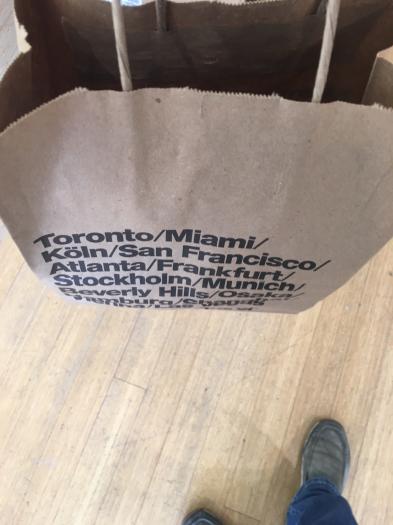 Toronto/Miami/
Köln/San Francisco/
Atlanta/Frankfurt/
Stockholm/Munich/
Beverly Hills/Osaka/